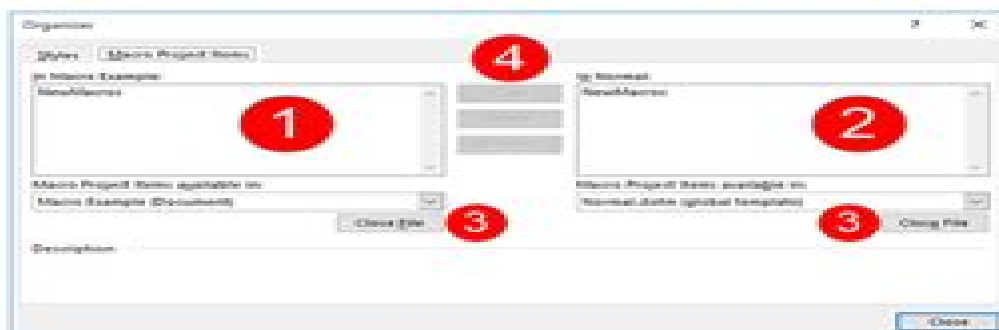 Organizer ? ✕
Styles Macro Project Items
4
In Macro Example: In Normal:
NewMacros NewMacros
1 2
Macro Project Items available in: Macro Project Items available in:
Macro Example (Document) Normal.dotm (global template)
Close File 3 3 Close File
Description
Close